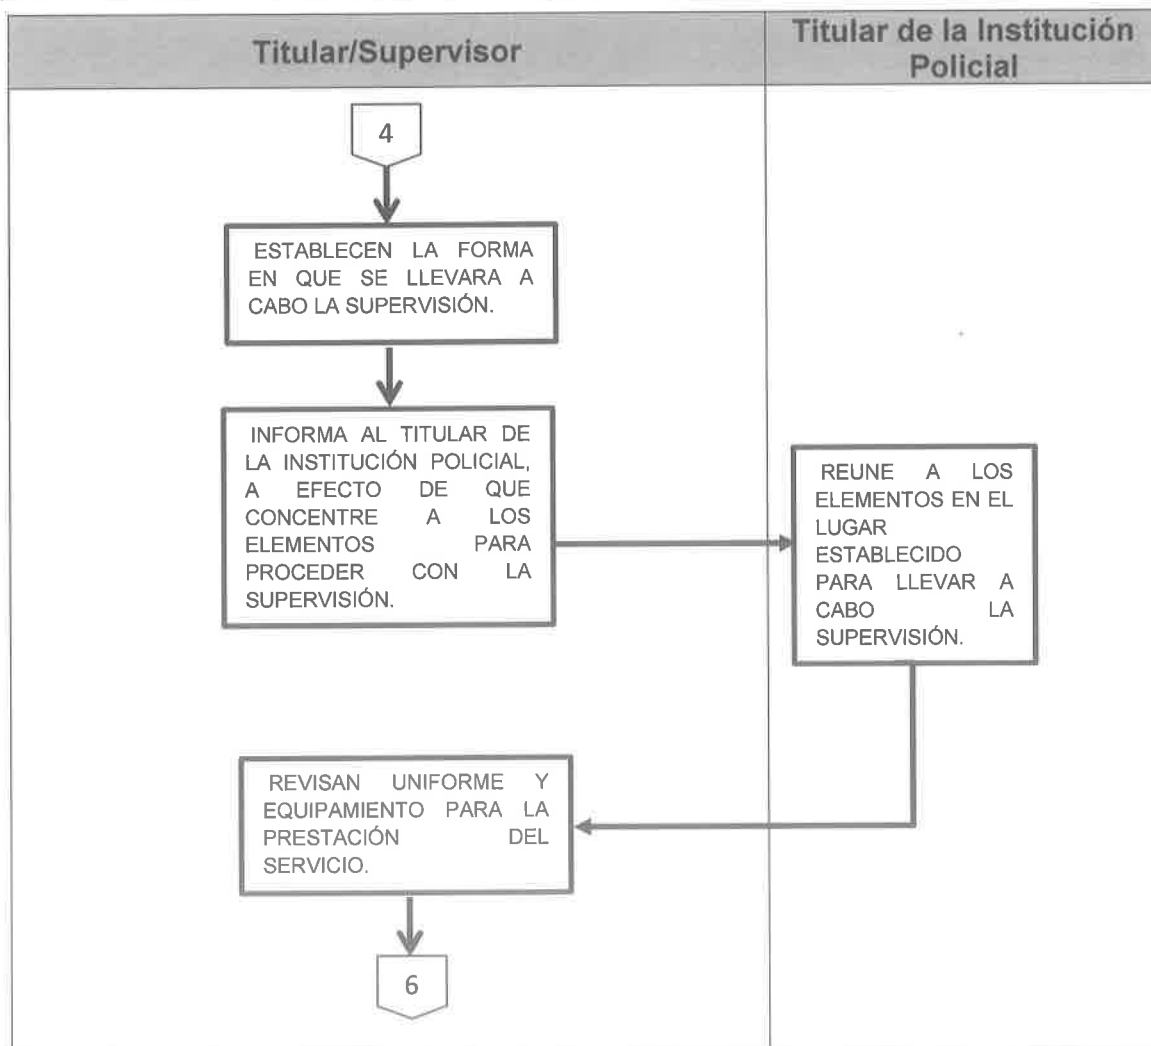 Titular/Supervisor
Titular de la Institución
Policial
4
ESTABLECEN LA FORMA
EN QUE SE LLEVARA A
CABO LA SUPERVISIÓN.
INFORMA AL TITULAR DE
LA INSTITUCIÓN POLICIAL,
A EFECTO DE QUE
CONCENTRE A LOS
ELEMENTOS PARA
PROCEDER CON LA
SUPERVISIÓN.
REUNE A LOS
ELEMENTOS EN EL
LUGAR
ESTABLECIDO
PARA LLEVAR A
CABO LA
SUPERVISIÓN.
REVISAN UNIFORME Y
EQUIPAMIENTO PARA LA
PRESTACIÓN DEL
SERVICIO.
6